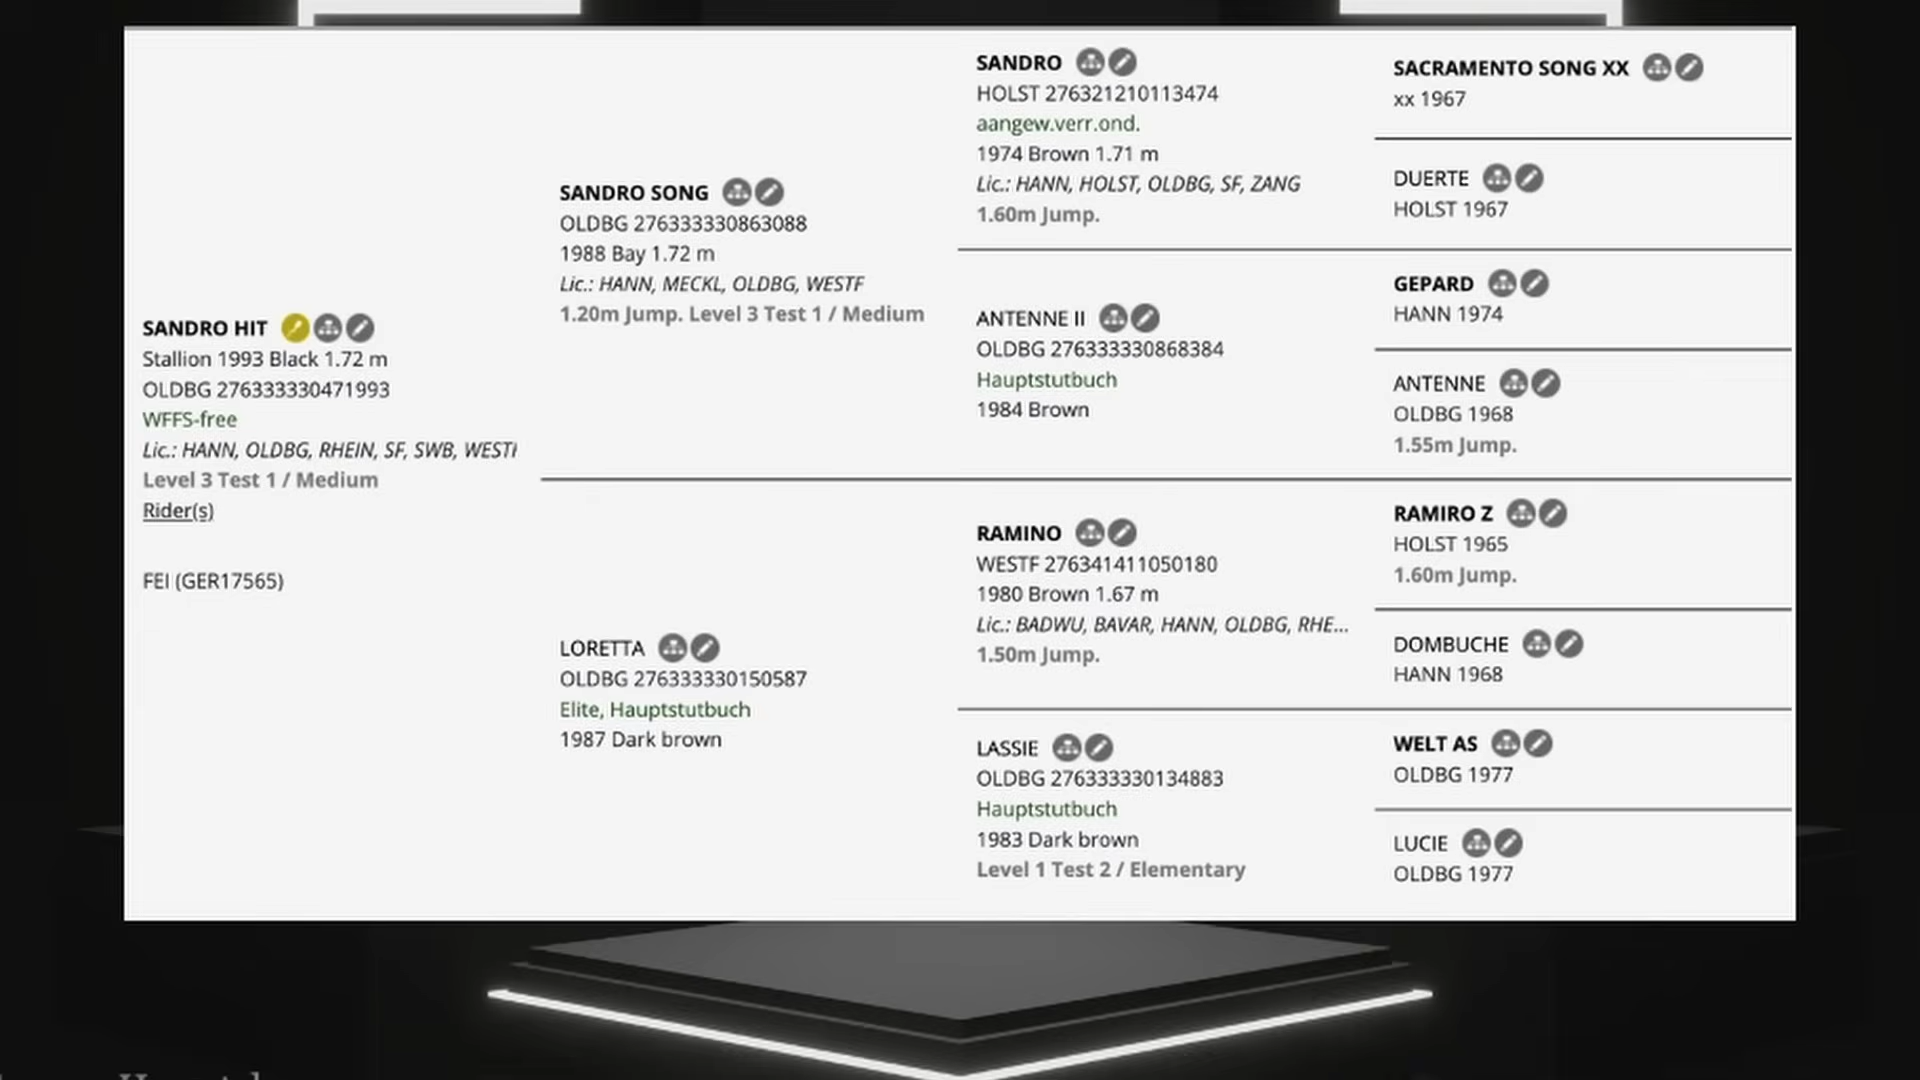 SANDRO HIT
Stallion 1993 Black 1.72 m
OLDBG 276333330471993
WFFS-free
Lic.: HANN, OLDBG, RHEIN, SF, SWB,
Level 3 Test 1 / Medium
Rider(s)
FEI (GER17565)
SANDRO SONG
OLDBG 276333330863088
1988 Bay 1.72 m
Lic.: HANN, MECKL, OLDBG, WESTF
1.20m Jump. Level 3 Test 1 / Medium
LORETTA
OLDBG 276333330150587
Elite, Hauptstutbuch
1987 Dark brown
SANDRO
HOLST 276321210113474
aangew.verr.ond.
1974 Brown 1.71 m
Lic.: HANN, HOLST, OLDBG, SF, ZANG
1.60m Jump.
ANTENNE II
OLDBG 276333330868384
Hauptstutbuch
1984 Brown
RAMINO
WESTF 276341411050180
1980 Brown 1.67 m
Lic.: BADWU, BAVAR, HANN, OLDBG, RHE...
1.50m Jump.
LASSIE
OLDBG 276333330134883
Hauptstutbuch
1983 Dark brown
Level 1 Test 2 / Elementary
SACRAMENTO SONG XX
xx 1967
DUERTE
HOLST 1967
GEPARD
HANN 1974
ANTENNE
OLDBG 1968
1.55m Jump.
RAMIRO Z
HOLST 1965
1.60m Jump.
DOMBUCHE
HANN 1968
WELT AS
OLDBG 1977
LUCIE
OLDBG 1977